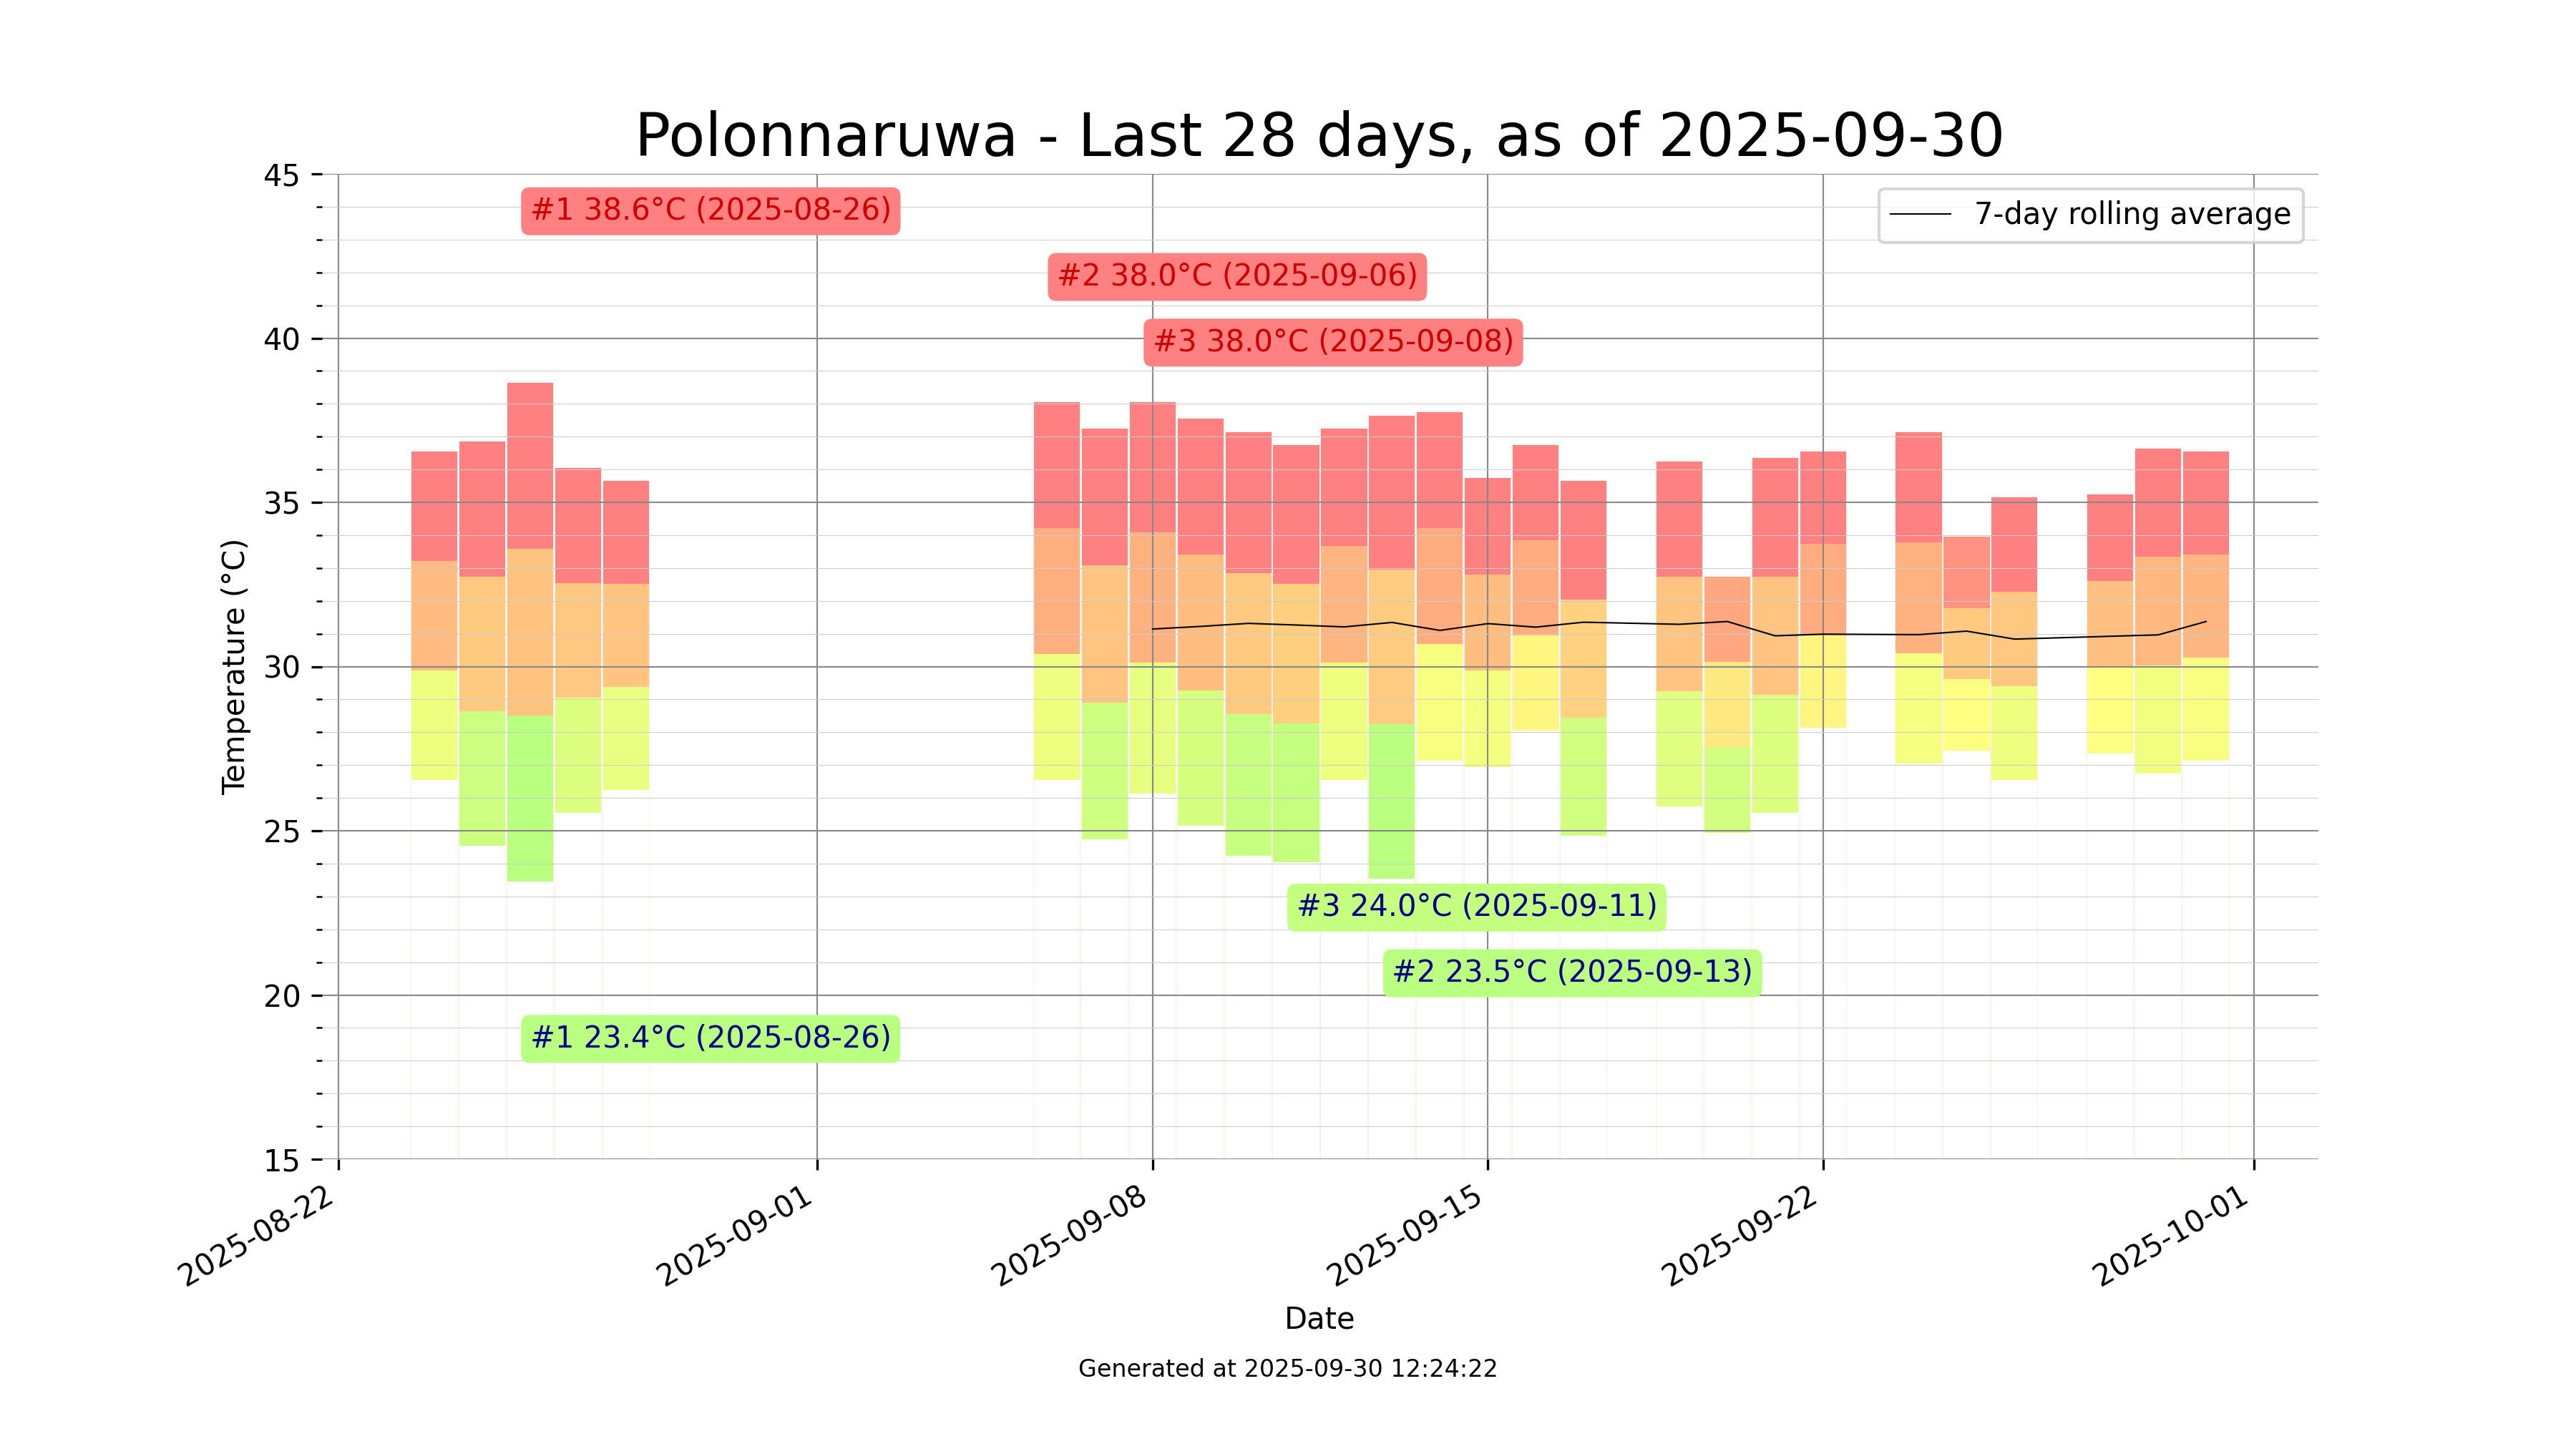 Polonnaruwa - Last 28 days, as of 2025-09-30
45
#1 38.6°C (2025-08-26)
7-day rolling average
#2 38.0°C (2025-09-06)
40
#3 38.0°C (2025-09-08)
35
Temperature (°C)
30
25
#3 24.0°C (2025-09-11)
#2 23.5°C (2025-09-13)
20
#1 23.4°C (2025-08-26)
15
2025-08-22
2025-09-01
2025-09-08
2025-09-15
2025-09-22
2025-10-01
Date
Generated at 2025-09-30 12:24:22